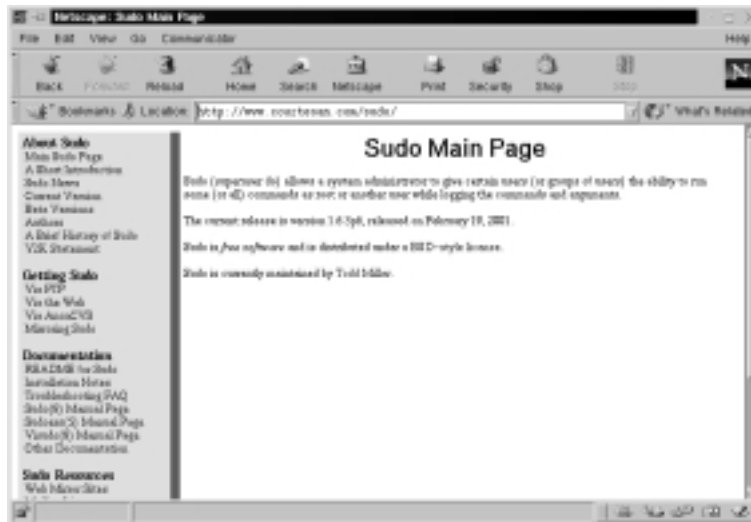 Netscape: Sudo Main Page
File Edit View Go Communicator Help
Back Forward Reload Home Search Netscape Print Security Shop Stop
Bookmarks Location: http://www.courtesan.com/sudo/ What's Related
About Sudo
Main Sudo Page
A Short Introduction
Sudo News
Current Version
Beta Versions
Authors
A Brief History of Sudo
Y2K Statement
Getting Sudo
Via FTP
Via the Web
Via AnonCVS
Mirroring Sudo
Documentation
README for Sudo
Installation Notes
Troubleshooting FAQ
Sudo(8) Manual Page
Sudoers(5) Manual Page
Visudo(8) Manual Page
Other Documentation
Sudo Resources
Web Mirror Sites
Sudo Main Page
Sudo (superuser do) allows a system administrator to give certain users (or groups of users) the ability to run
some (or all) commands as root or another user while logging the commands and arguments.
The current release is version 1.6.3p6, released on February 19, 2001.
Sudo is free software and is distributed under a BSD-style license.
Sudo is currently maintained by Todd Miller.